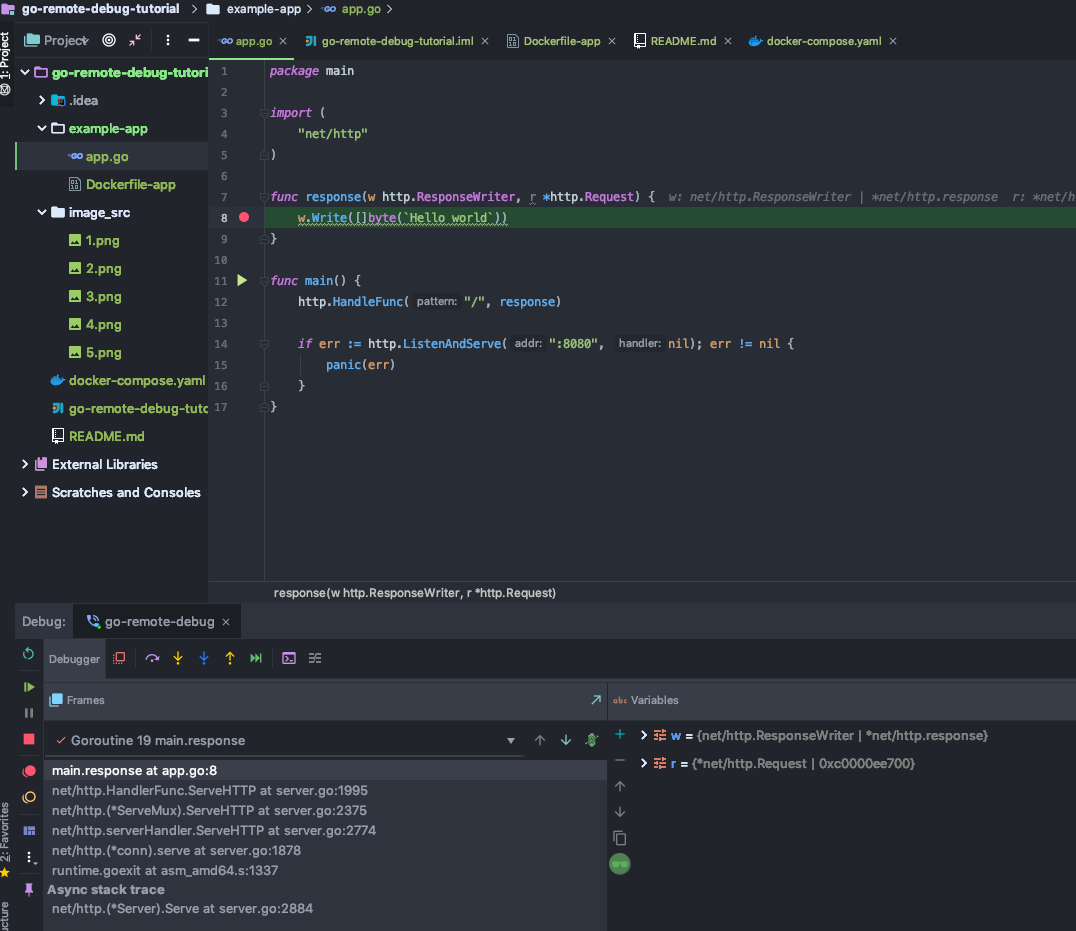 go-remote-debug-tutorial > example-app > app.go >
Project
app.go × go-remote-debug-tutorial.iml × Dockerfile-app × README.md × docker-compose.yaml ×
1: Project
go-remote-debug-tutori
.idea
example-app
app.go
Dockerfile-app
image_src
1.png
2.png
3.png
4.png
5.png
docker-compose.yaml
go-remote-debug-tuto
README.md
External Libraries
Scratches and Consoles
1 package main
2
3 import (
4 "net/http"
5 )
6
7 func response(w http.ResponseWriter, r *http.Request) { w: net/http.ResponseWriter | *net/http.response r: *net/h
8 w.Write([]byte(`Hello world`))
9 }
10
11 func main() {
12 http.HandleFunc( pattern: "/", response)
13
14 if err := http.ListenAndServe( addr: ":8080", handler: nil); err != nil {
15 panic(err)
16 }
17 }
response(w http.ResponseWriter, r *http.Request)
Debug: go-remote-debug ×
Debugger
Frames
Goroutine 19 main.response
main.response at app.go:8
net/http.HandlerFunc.ServeHTTP at server.go:1995
net/http.(*ServeMux).ServeHTTP at server.go:2375
net/http.serverHandler.ServeHTTP at server.go:2774
net/http.(*conn).serve at server.go:1878
runtime.goexit at asm_amd64.s:1337
Async stack trace
net/http.(*Server).Serve at server.go:2884
abc Variables
w = {net/http.ResponseWriter | *net/http.response}
r = {*net/http.Request | 0xc0000ee700}
2: Favorites
ucture